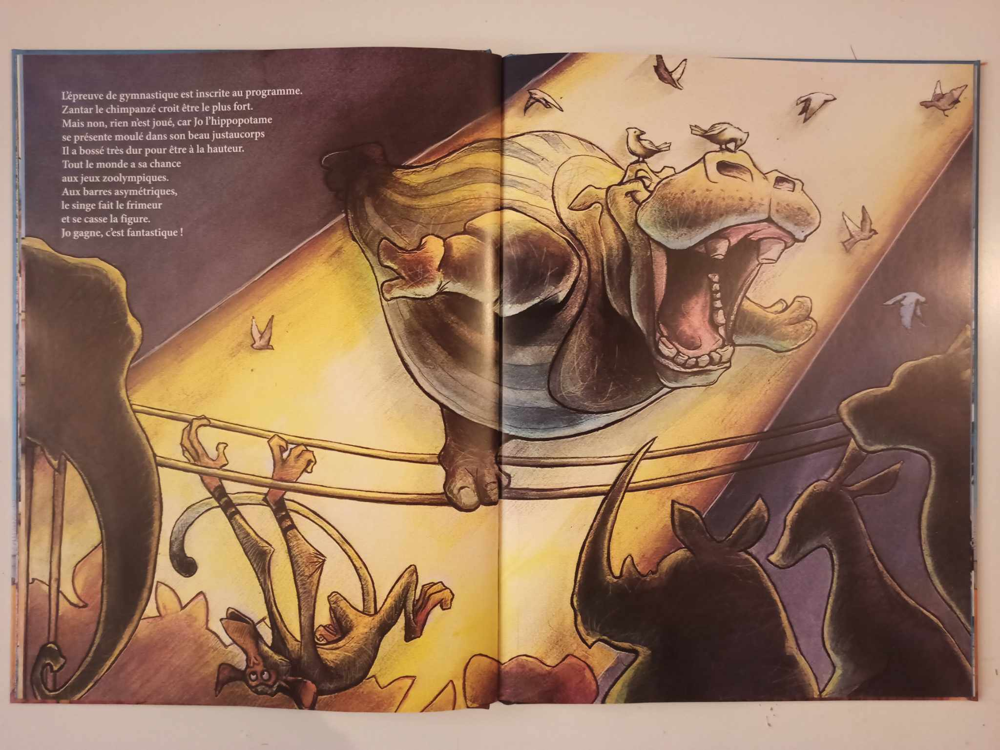 L'épreuve de gymnastique est inscrite au programme.
Zantar le chimpanzé croit être le plus fort.
Mais non, rien n'est joué, car Jo l'hippopotame
se présente moulé dans son beau justaucorps
Il a bossé très dur pour être à la hauteur.
Tout le monde a sa chance
aux jeux zoolympiques.
Aux barres asymétriques,
le singe fait le frimeur
et se casse la figure.
Jo gagne, c'est fantastique !